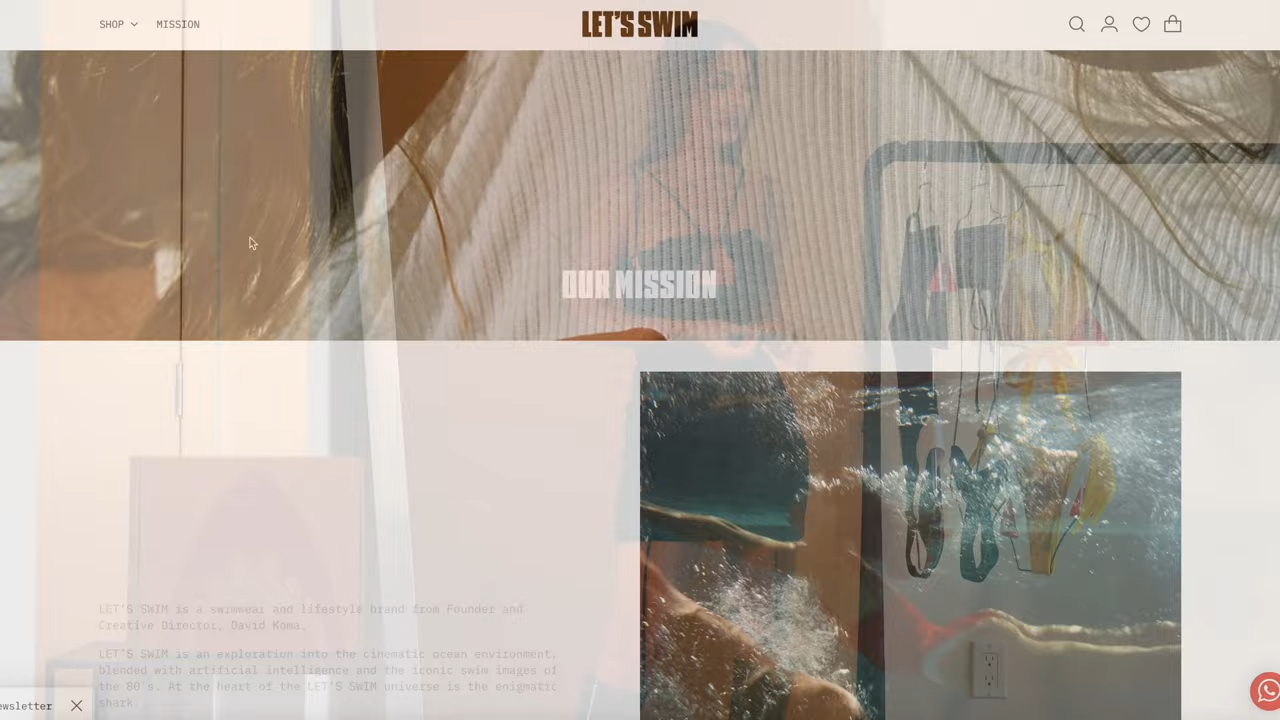 SHOP
MISSION
LET'S SWIM
OUR MISSION
LET'S SWIM is a swimwear and lifestyle brand from Founder and
Creative Director, David Koma.
LET'S SWIM is an exploration into the cinematic ocean environment,
blended with artificial intelligence and the iconic swim images of
the 80's. At the heart of the LET'S SWIM universe is the enigmatic
shark.
ewsletter